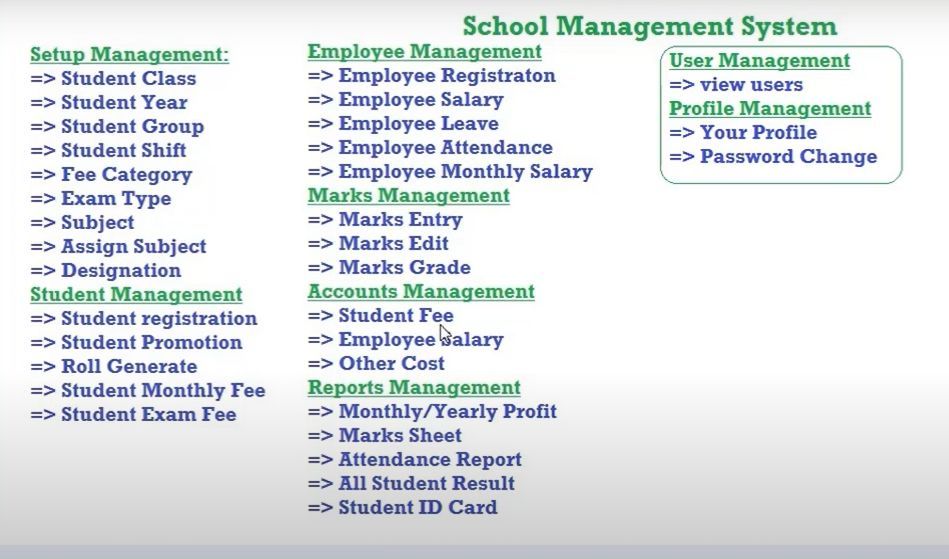 School Management System
Setup Management:
=> Student Class
=> Student Year
=> Student Group
=> Student Shift
=> Fee Category
=> Exam Type
=> Subject
=> Assign Subject
=> Designation
Student Management
=> Student registration
=> Student Promotion
=> Roll Generate
=> Student Monthly Fee
=> Student Exam Fee
Employee Management
=> Employee Registraton
=> Employee Salary
=> Employee Leave
=> Employee Attendance
=> Employee Monthly Salary
Marks Management
=> Marks Entry
=> Marks Edit
=> Marks Grade
Accounts Management
=> Student Fee
=> Employee Salary
=> Other Cost
Reports Management
=> Monthly/Yearly Profit
=> Marks Sheet
=> Attendance Report
=> All Student Result
=> Student ID Card
User Management
=> view users
Profile Management
=> Your Profile
=> Password Change